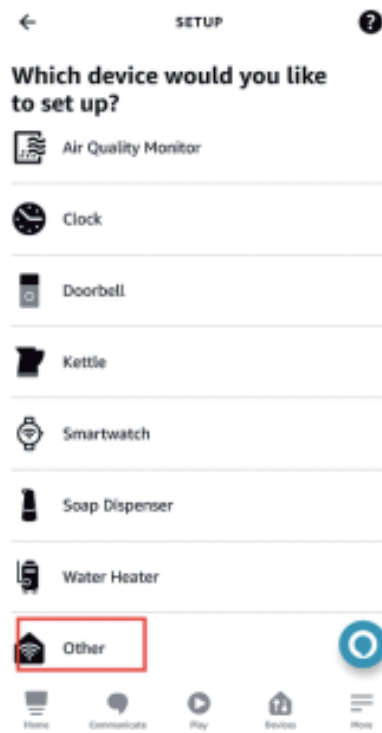 SETUP
?
Which device would you like
to set up?
Air Quality Monitor
Clock
Doorbell
Kettle
Smartwatch
Soap Dispenser
Water Heater
Other
Home
Communicate
Play
Devices
More